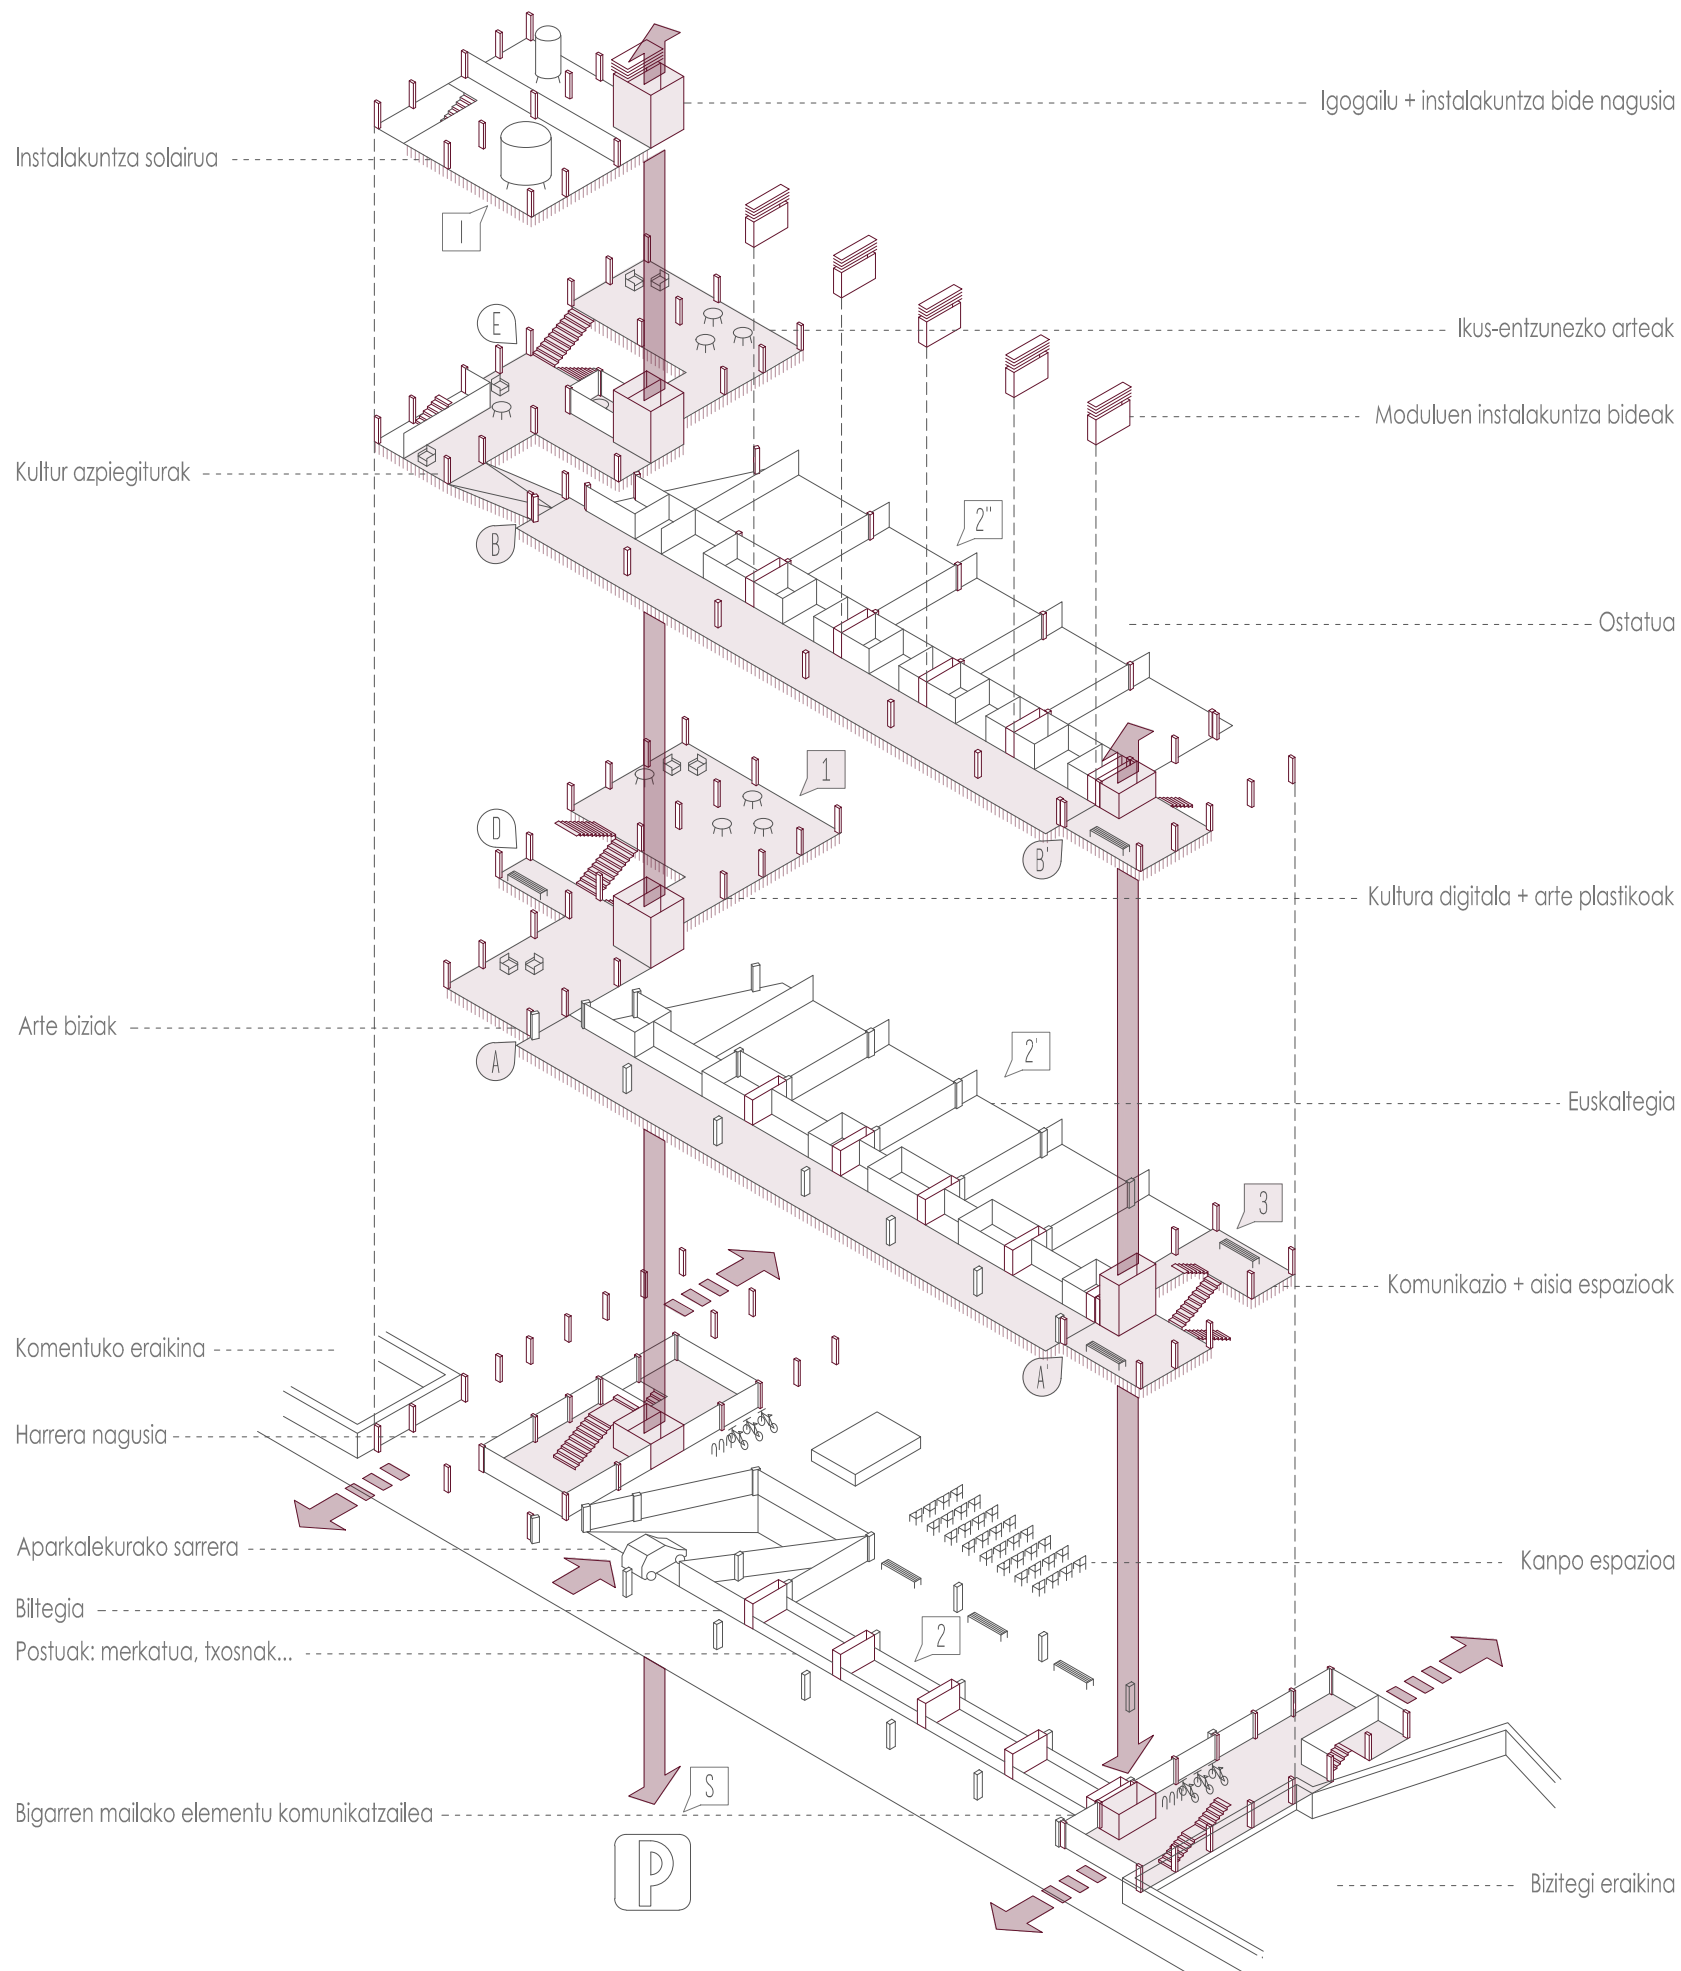 Igogailu + instalakuntza bide nagusia
Instalakuntza solairua
I
E
Ikus-entzunezko arteak
Moduluen instalakuntza bideak
Kultur azpiegiturak
2"
B
Ostatua
1
D
B'
Kultura digitala + arte plastikoak
Arte biziak
2'
A
Euskaltegia
3
Komunikazio + aisia espazioak
Komentuko eraikina
A'
Harrera nagusia
Aparkalekurako sarrera
Kanpo espazioa
Biltegia
2
Postuak: merkatua, txosnak...
S
Bigarren mailako elementu komunikatzailea
P
Bizitegi eraikina